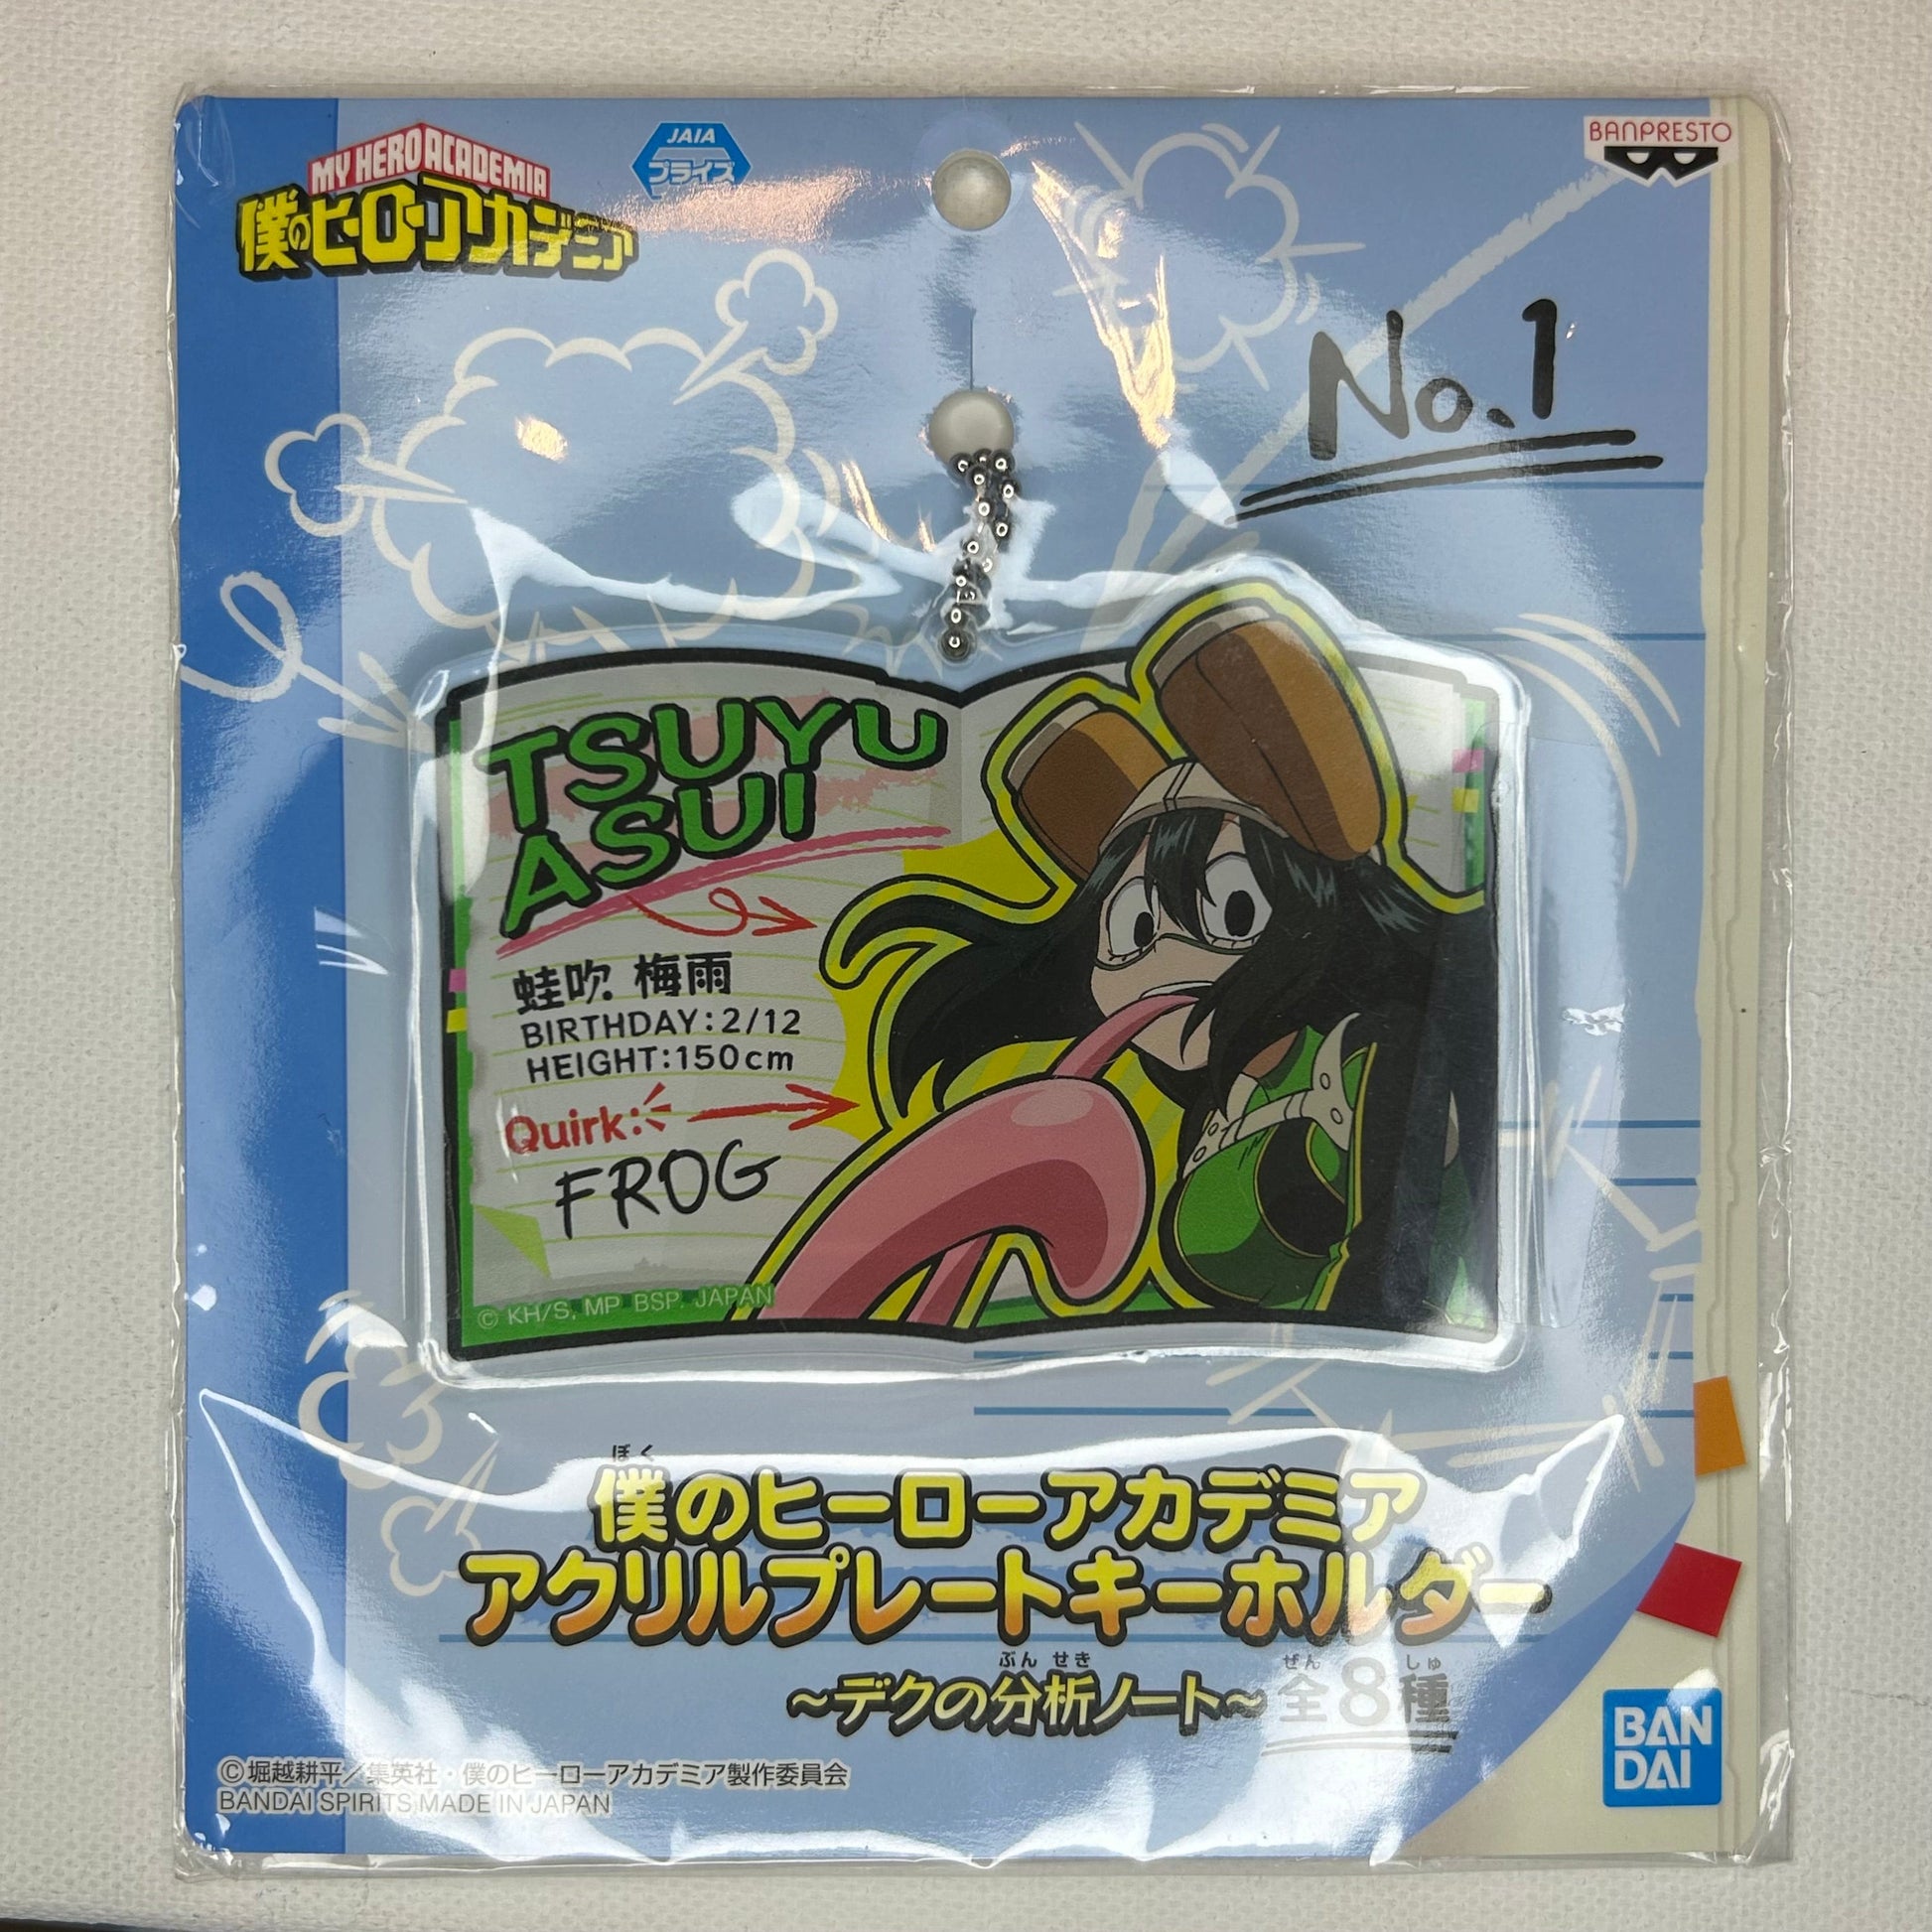 MY HERO ACADEMIA
僕のヒーローアカデミア
JAIA
プライズ
BANPRESTO
No.1
TSUYU
ASUI
蛙吹 梅雨
BIRTHDAY:2/12
HEIGHT:150cm
Quirk:
FROG
© KH/S, MP BSP. JAPAN
ぼく
僕のヒーローアカデミア
アクリルプレートキーホルダー
ぶん せき ぜん しゅ
~デクの分析ノート~ 全8種
©堀越耕平/集英社・僕のヒーローアカデミア製作委員会
BANDAI SPIRITS MADE IN JAPAN
BAN
DAI